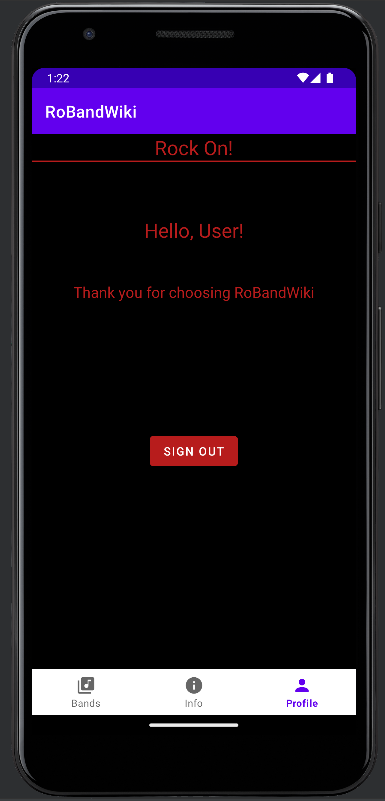 1:22
RoBandWiki
Rock On!
Hello, User!
Thank you for choosing RoBandWiki
SIGN OUT
Bands
Info
Profile